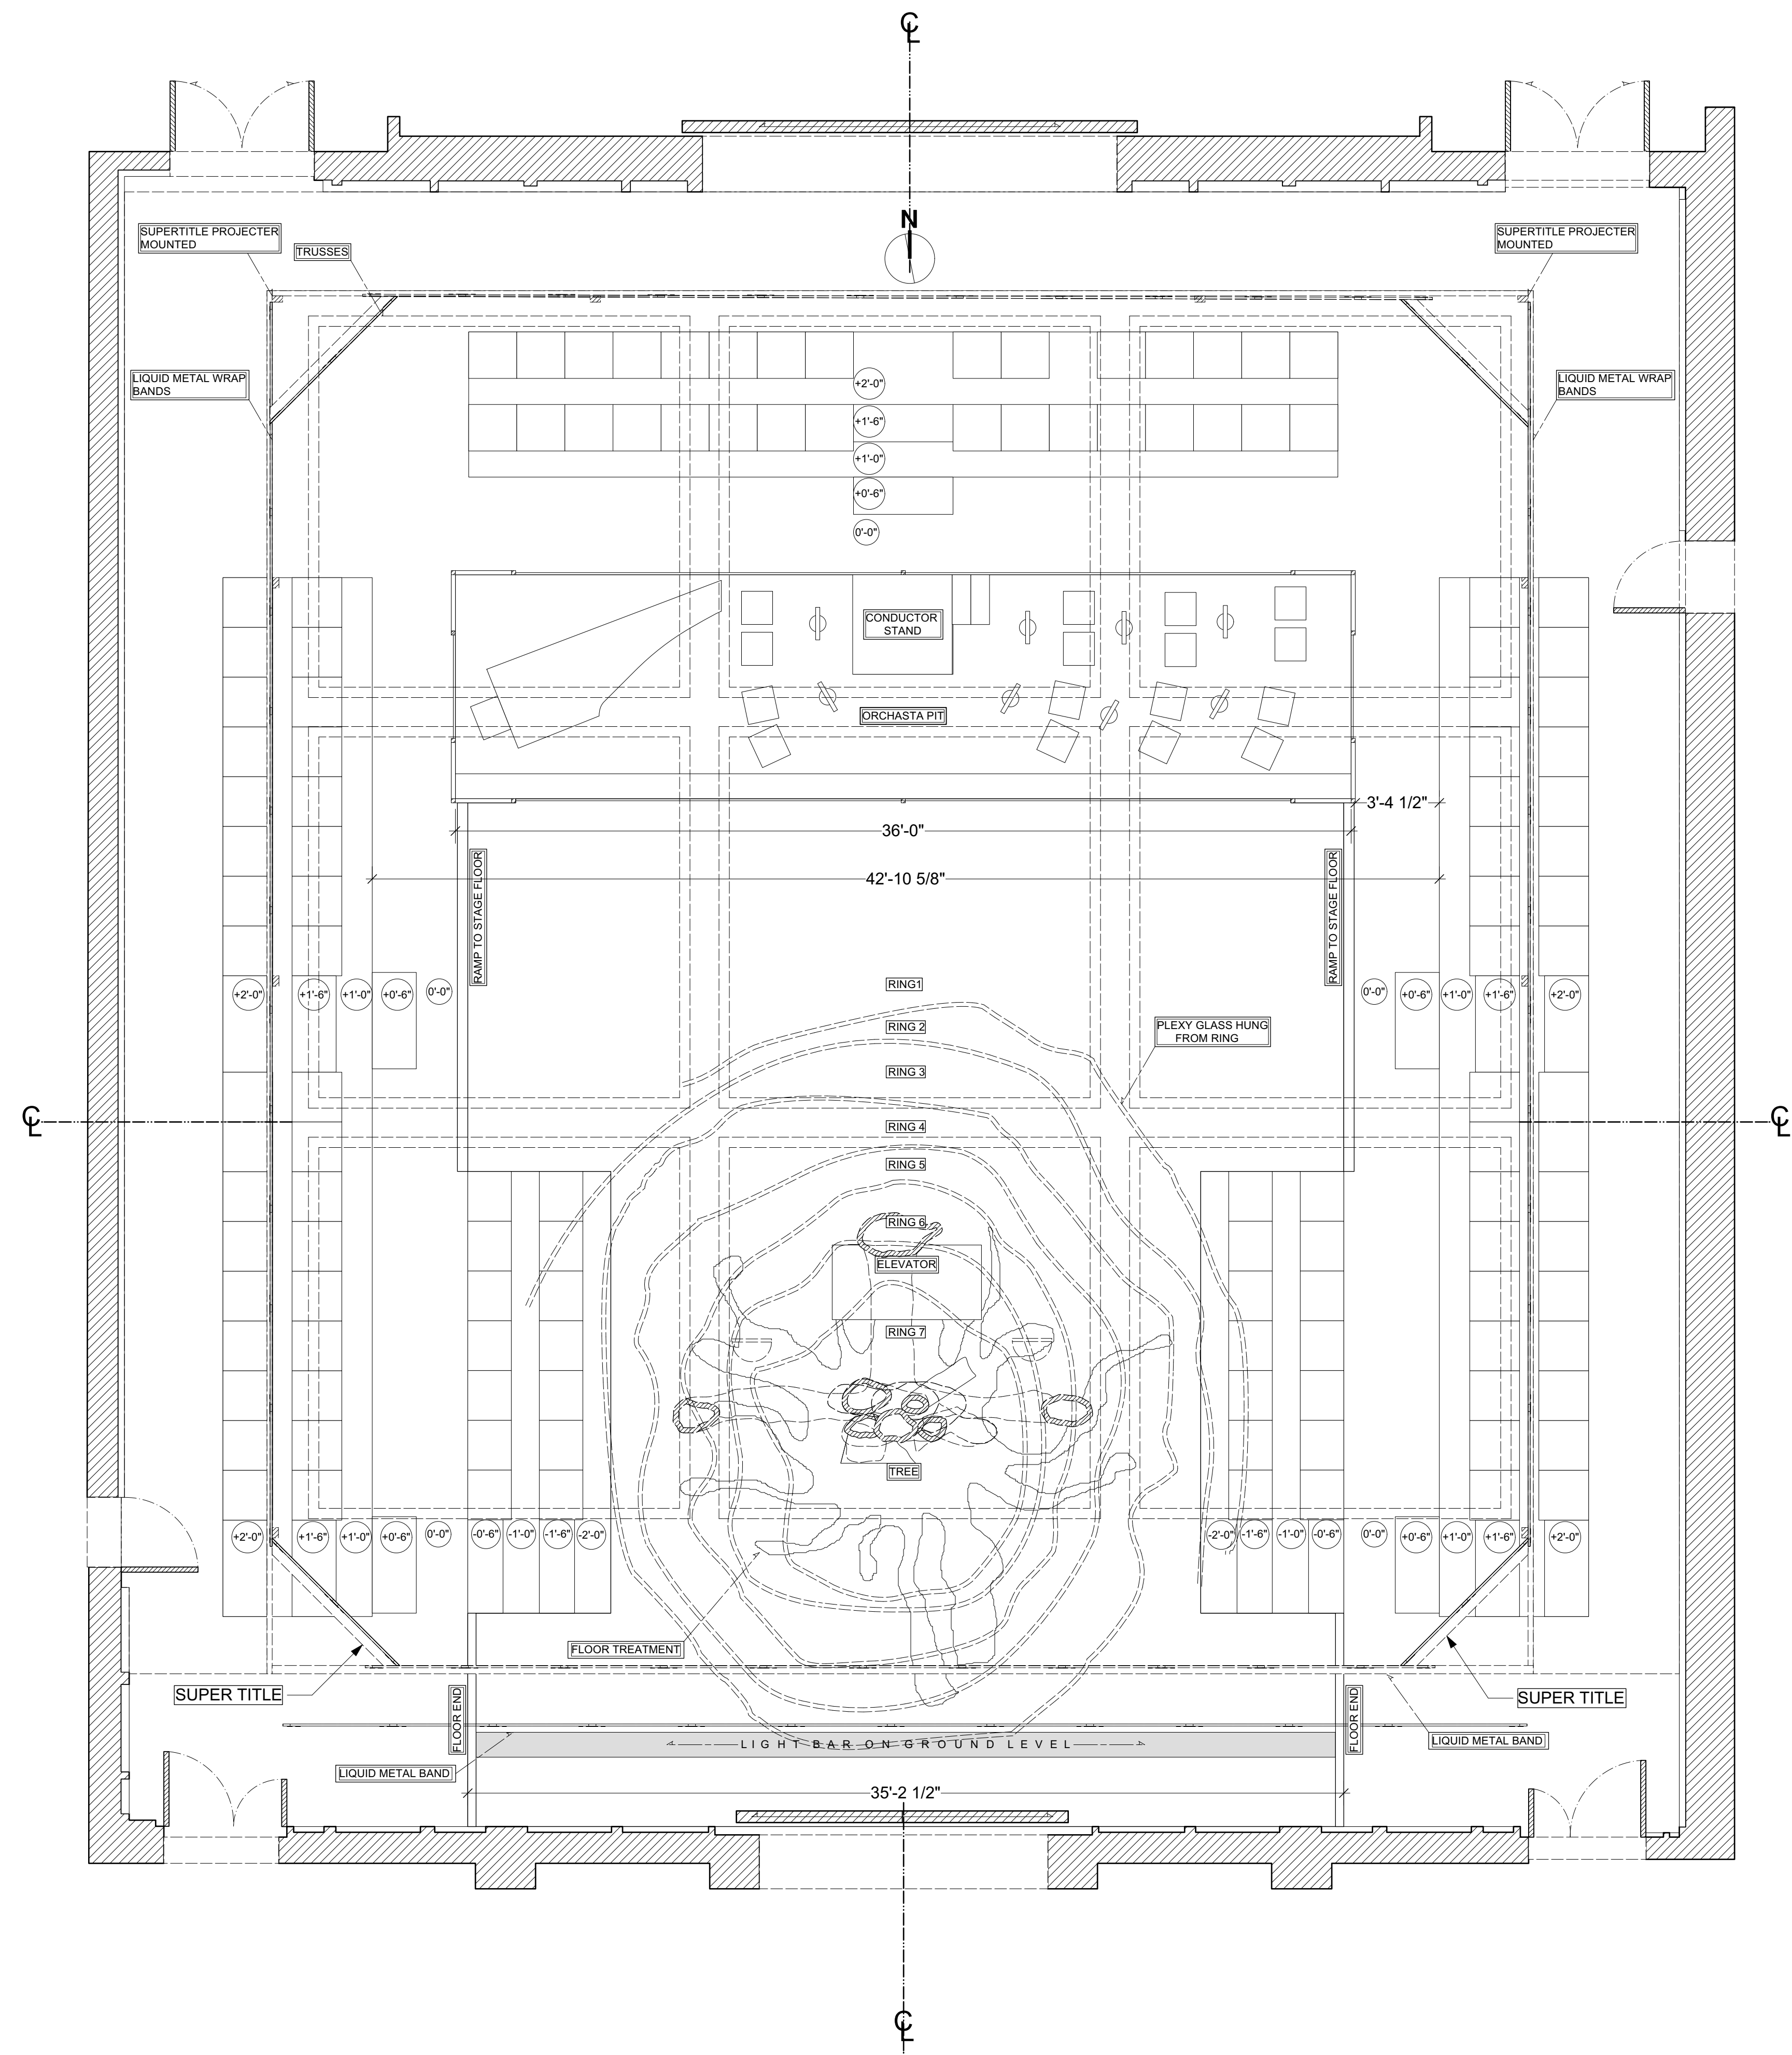 ℄
N
SUPERTITLE PROJECTER
MOUNTED
TRUSSES
SUPERTITLE PROJECTER
MOUNTED
LIQUID METAL WRAP
BANDS
LIQUID METAL WRAP
BANDS
+2'-0"
+1'-6"
+1'-0"
+0'-6"
0'-0"
CONDUCTOR
STAND
ORCHASTA PIT
3'-4 1/2"
36'-0"
42'-10 5/8"
RAMP TO STAGE FLOOR
RAMP TO STAGE FLOOR
RING1
+2'-0" +1'-6" +1'-0" +0'-6" 0'-0"
0'-0" +0'-6" +1'-0" +1'-6" +2'-0"
RING 2
PLEXY GLASS HUNG
FROM RING
RING 3
℄
℄
RING 4
RING 5
RING 6
ELEVATOR
RING 7
TREE
+2'-0" +1'-6" +1'-0" +0'-6" 0'-0" -0'-6" -1'-0" -1'-6" -2'-0"
-2'-0" -1'-6" -1'-0" -0'-6" 0'-0" +0'-6" +1'-0" +1'-6" +2'-0"
FLOOR TREATMENT
SUPER TITLE
SUPER TITLE
FLOOR END
FLOOR END
LIGHT BAR ON GROUND LEVEL
LIQUID METAL BAND
LIQUID METAL BAND
35'-2 1/2"
℄